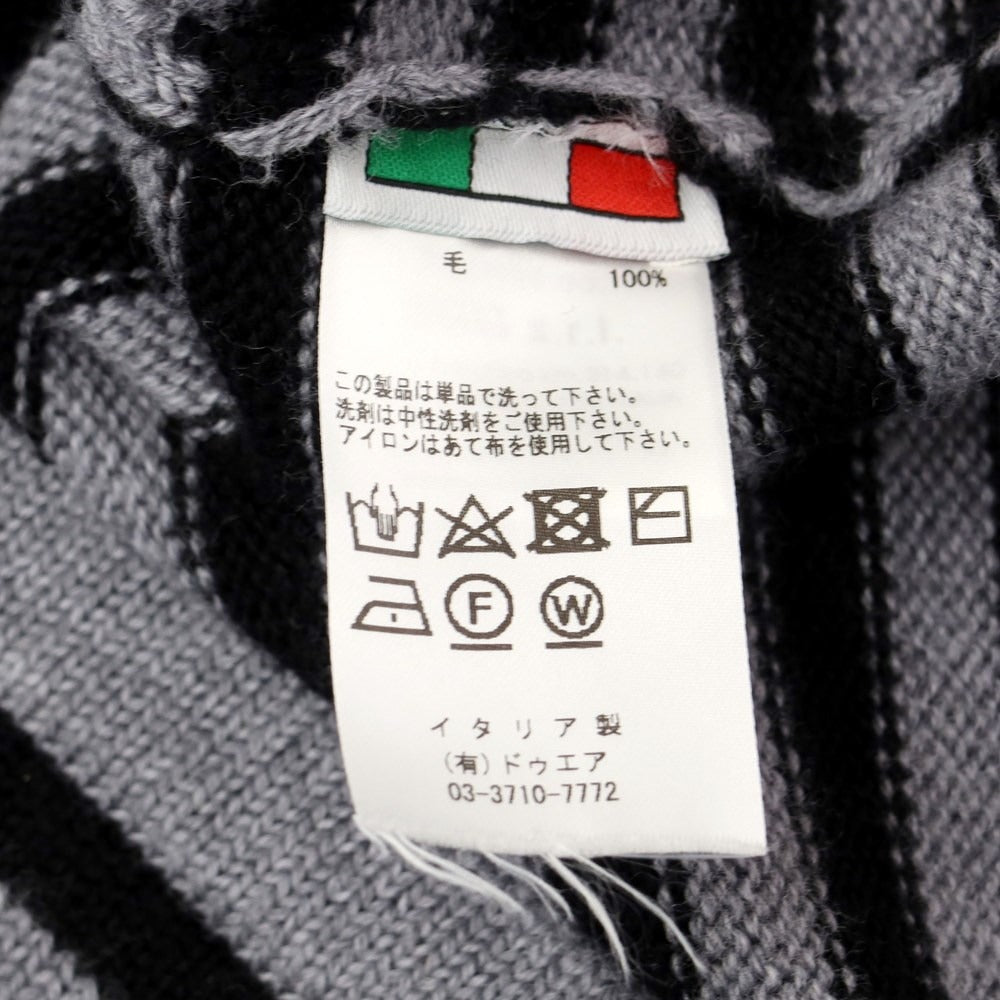 毛 100%
この製品は単品で洗って下さい。
洗剤は中性洗剤をご使用下さい。
アイロンはあて布を使用して下さい。
F W
イタリア製
(有)ドゥエア
03-3710-7772